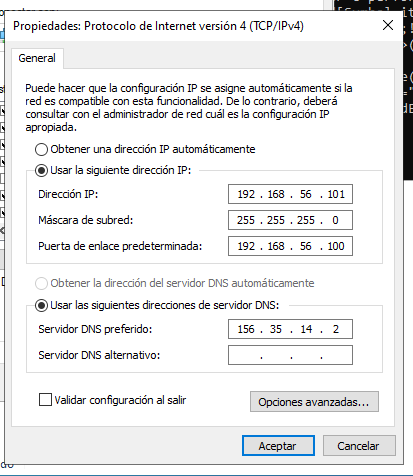 Propiedades: Protocolo de Internet versión 4 (TCP/IPv4)
General
Puede hacer que la configuración IP se asigne automáticamente si la
red es compatible con esta funcionalidad. De lo contrario, deberá
consultar con el administrador de red cuál es la configuración IP
apropiada.
Obtener una dirección IP automáticamente
Usar la siguiente dirección IP:
Dirección IP: 192 . 168 . 56 . 101
Máscara de subred: 255 . 255 . 255 . 0
Puerta de enlace predeterminada: 192 . 168 . 56 . 100
Obtener la dirección del servidor DNS automáticamente
Usar las siguientes direcciones de servidor DNS:
Servidor DNS preferido: 156 . 35 . 14 . 2
Servidor DNS alternativo: . . .
Validar configuración al salir
Opciones avanzadas...
Aceptar
Cancelar